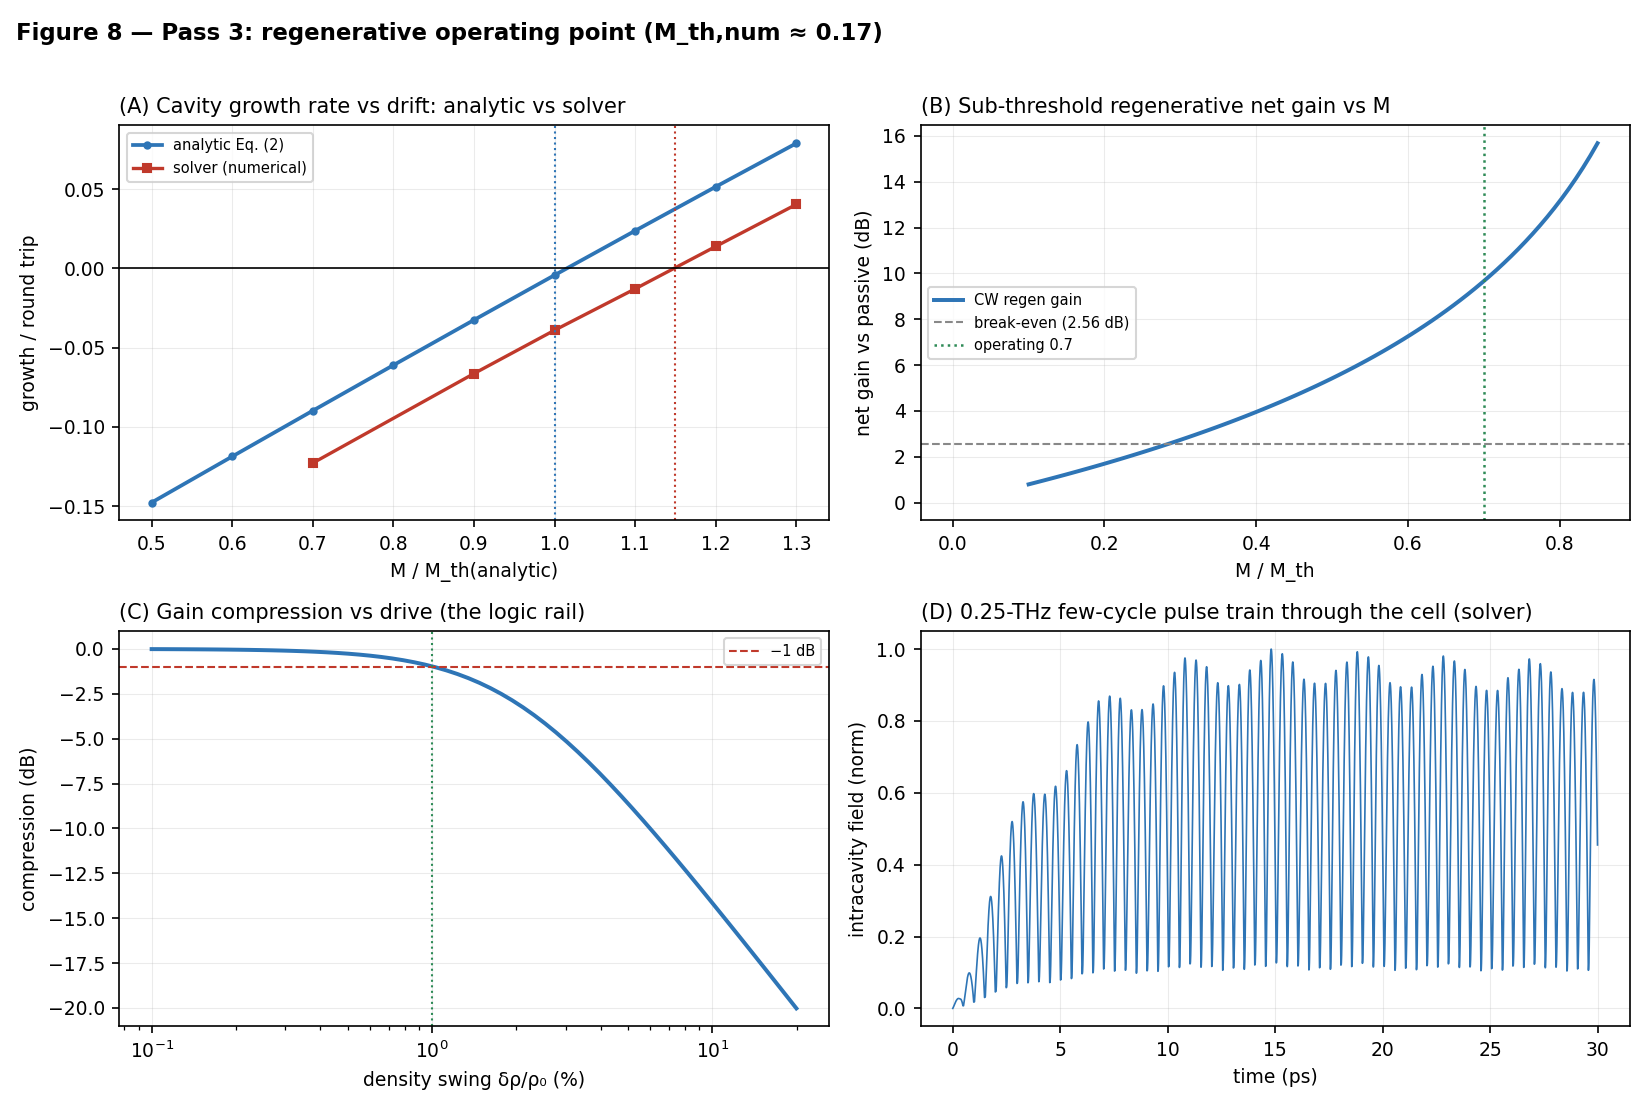 Figure 8 — Pass 3: regenerative operating point (M_th,num ≈ 0.17)
(A) Cavity growth rate vs drift: analytic vs solver
analytic Eq. (2)
solver (numerical)
growth / round trip
0.05
0.00
−0.05
−0.10
−0.15
0.5 0.6 0.7 0.8 0.9 1.0 1.1 1.2 1.3
M / M_th(analytic)
(B) Sub-threshold regenerative net gain vs M
net gain vs passive (dB)
16
14
12
10
8
6
4
2
0
CW regen gain
break-even (2.56 dB)
operating 0.7
0.0 0.2 0.4 0.6 0.8
M / M_th
(C) Gain compression vs drive (the logic rail)
−1 dB
compression (dB)
0.0
−2.5
−5.0
−7.5
−10.0
−12.5
−15.0
−17.5
−20.0
10⁻¹ 10⁰ 10¹
density swing δρ/ρ₀ (%)
(D) 0.25-THz few-cycle pulse train through the cell (solver)
intracavity field (norm)
1.0
0.8
0.6
0.4
0.2
0.0
0 5 10 15 20 25 30
time (ps)